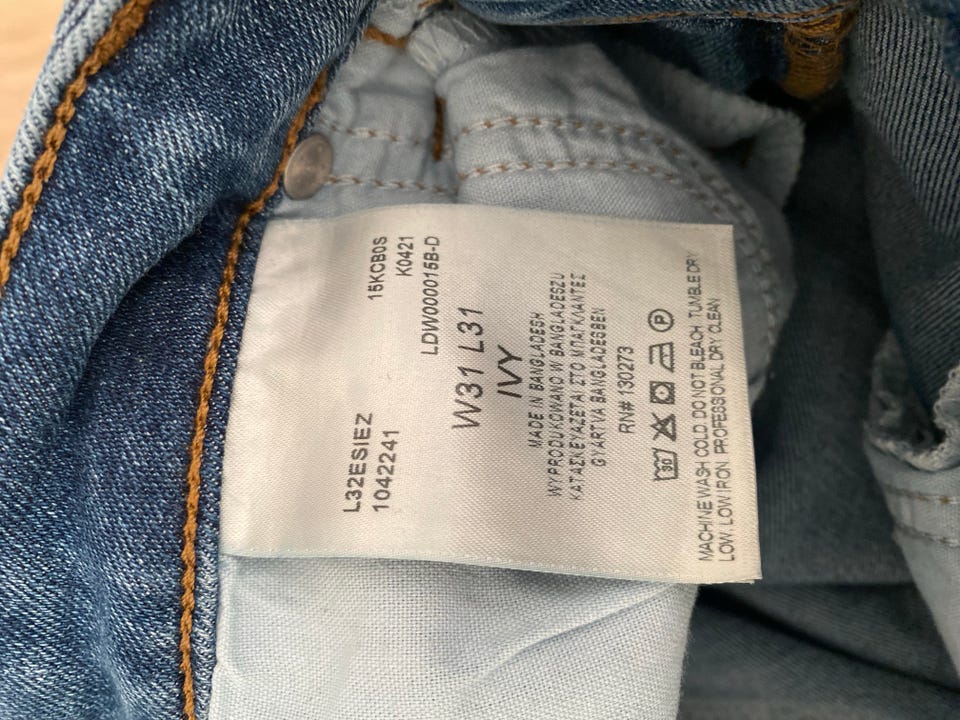 15KCB0S
K0421
L32ESIEZ
1042241 LDW000015B-D
W31 L31
IVY
MADE IN BANGLADESH
WYPRODUKOWANO W BANGLADESZU
ΚΑΤΑΣΚΕΥΑΖΕΤΑΙ ΣΤΟ ΜΠΑΓΚΛΑΝΤΕΣ
GYÁRTVA BANGLADESBEN
RN# 130273
30 P
MACHINE WASH COLD. DO NOT BLEACH. TUMBLE DRY
LOW. LOW IRON. PROFESSIONAL DRY CLEAN